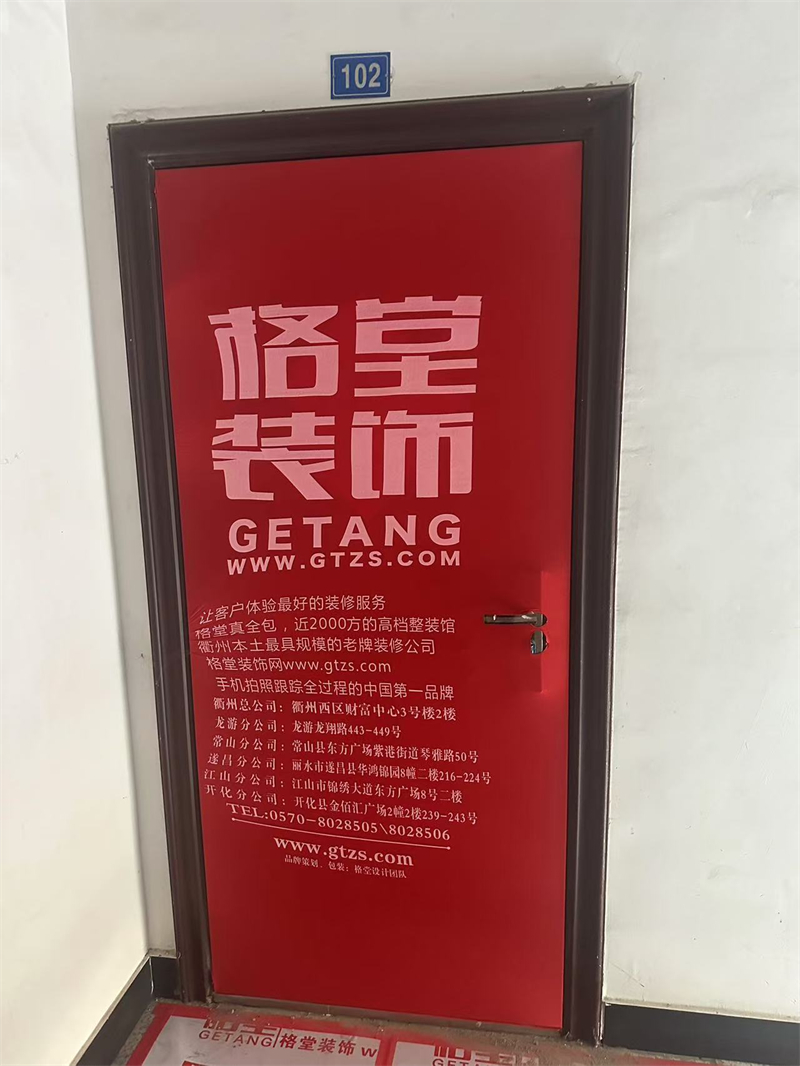 102
格堂
装饰
GETANG
WWW.GTZS.COM
让客户体验最好的装修服务
格堂真全包，近2000方的高档整装馆
衢州本土最具规模的老牌装修公司
格堂装饰网www.gtzs.com
手机拍照跟踪全过程的中国第一品牌
衢州总公司：衢州西区财富中心3号楼2楼
龙游分公司：龙游龙翔路443-449号
常山分公司：常山县东方广场紫港街道琴雅路50号
遂昌分公司：丽水市遂昌县华鸿锦园8幢二楼216-224号
江山分公司：江山市锦绣大道东方广场8号二楼
开化分公司：开化县金佰汇广场2幢2楼239-243号
TEL:0570-8028505\8028506
www.gtzs.com
品牌策划、包装：格堂设计团队
格堂
GETANG
格堂装饰 W
格堂
GETANG